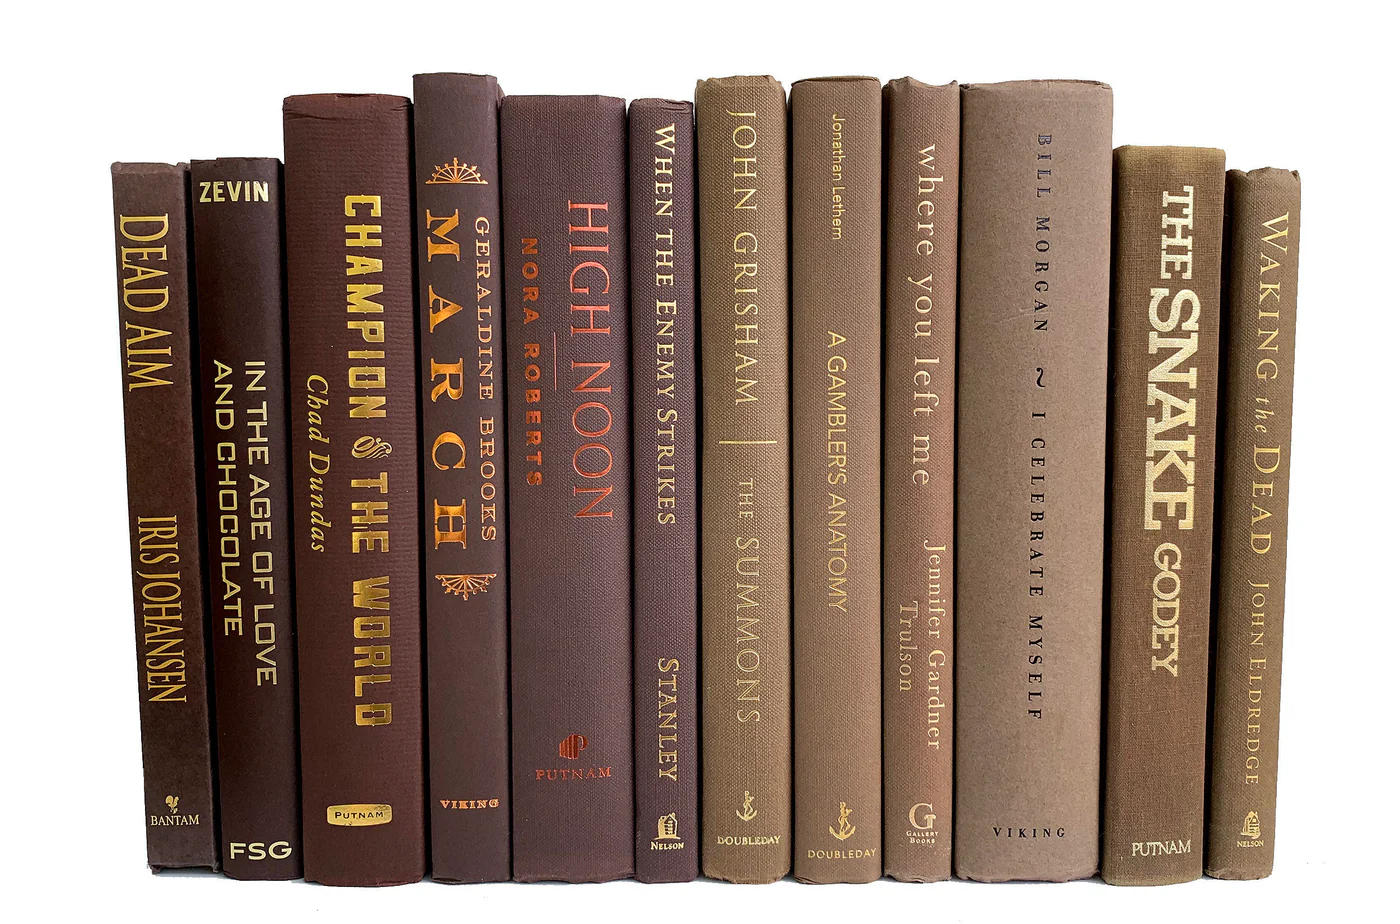 DEAD AIM
IRIS JOHANSEN
BANTAM
ZEVIN
IN THE AGE OF LOVE
AND CHOCOLATE
FSG
CHAMPION OF THE WORLD
Chad Dundas
PUTNAM
GERALDINE BROOKS
MARCH
VIKING
HIGH NOON
NORA ROBERTS
PUTNAM
WHEN THE ENEMY STRIKES
STANLEY
NELSON
JOHN GRISHAM
THE SUMMONS
DOUBLEDAY
Jonathan Lethem
A GAMBLER'S ANATOMY
DOUBLEDAY
where you left me
Jennifer Gardner
Trulson
G
GALLERY
BOOKS
BILL MORGAN ~ I CELEBRATE MYSELF
VIKING
THE SNAKE GODEY
PUTNAM
WAKING the DEAD JOHN ELDREDGE
NELSON